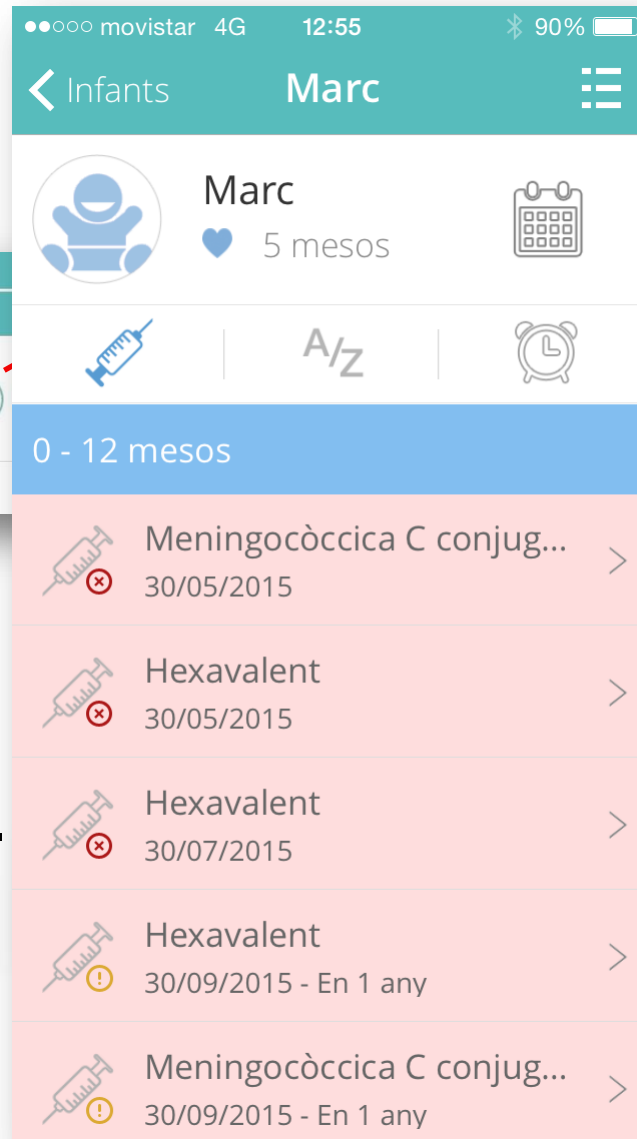 movistar 4G 12:55 90%
Infants Marc
Marc
5 mesos
A/Z
0 - 12 mesos
Meningocòccica C conjug...
30/05/2015
Hexavalent
30/05/2015
Hexavalent
30/07/2015
Hexavalent
30/09/2015 - En 1 any
Meningocòccica C conjug...
30/09/2015 - En 1 any